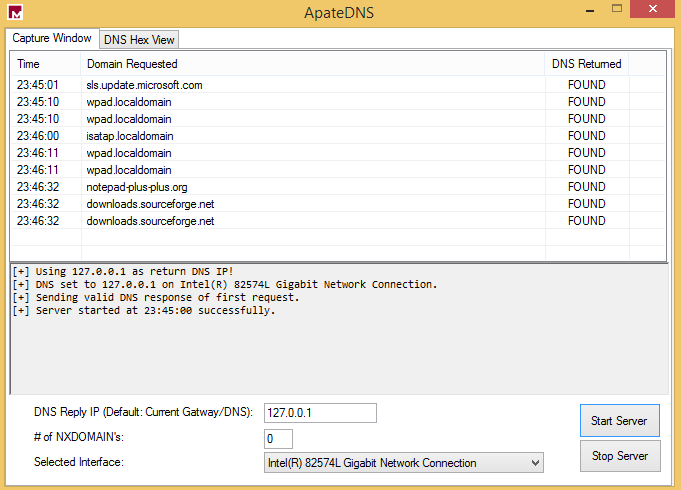 ApateDNS
Capture Window DNS Hex View
Time Domain Requested DNS Returned
23:45:01 sls.update.microsoft.com FOUND
23:45:10 wpad.localdomain FOUND
23:45:10 wpad.localdomain FOUND
23:46:00 isatap.localdomain FOUND
23:46:11 wpad.localdomain FOUND
23:46:11 wpad.localdomain FOUND
23:46:32 notepad-plus-plus.org FOUND
23:46:32 downloads.sourceforge.net FOUND
23:46:32 downloads.sourceforge.net FOUND
[+] Using 127.0.0.1 as return DNS IP!
[+] DNS set to 127.0.0.1 on Intel(R) 82574L Gigabit Network Connection.
[+] Sending valid DNS response of first request.
[+] Server started at 23:45:00 successfully.
DNS Reply IP (Default: Current Gatway/DNS): 127.0.0.1
Start Server
# of NXDOMAIN's: 0
Selected Interface: Intel(R) 82574L Gigabit Network Connection
Stop Server